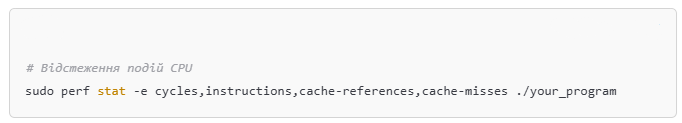 # Відстеження подій CPU
sudo perf stat -e cycles,instructions,cache-references,cache-misses ./your_program